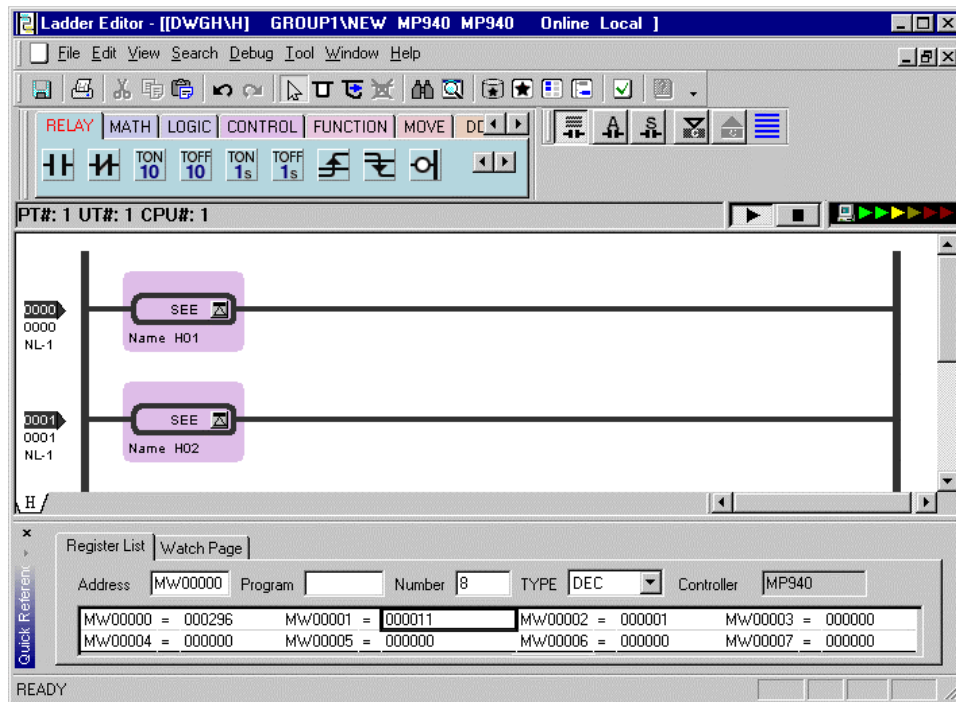 Ladder Editor - [[DWGH\H]   GROUP1\NEW  MP940  MP940    Online  Local  ]
File Edit View Search Debug Tool Window Help
RELAY MATH LOGIC CONTROL FUNCTION MOVE DD
TON 10 TOFF 10 TON 1s TOFF 1s
A S
PT#: 1 UT#: 1 CPU#: 1
0000 SEE
0000
NL-1 Name H01
0001 SEE
0001
NL-1 Name H02
H
Register List Watch Page
Quick Referenc
Address MW00000 Program Number 8 TYPE DEC Controller MP940
MW00000 = 000296 MW00001 = 000011 MW00002 = 000001 MW00003 = 000000
MW00004 = 000000 MW00005 = 000000 MW00006 = 000000 MW00007 = 000000
READY